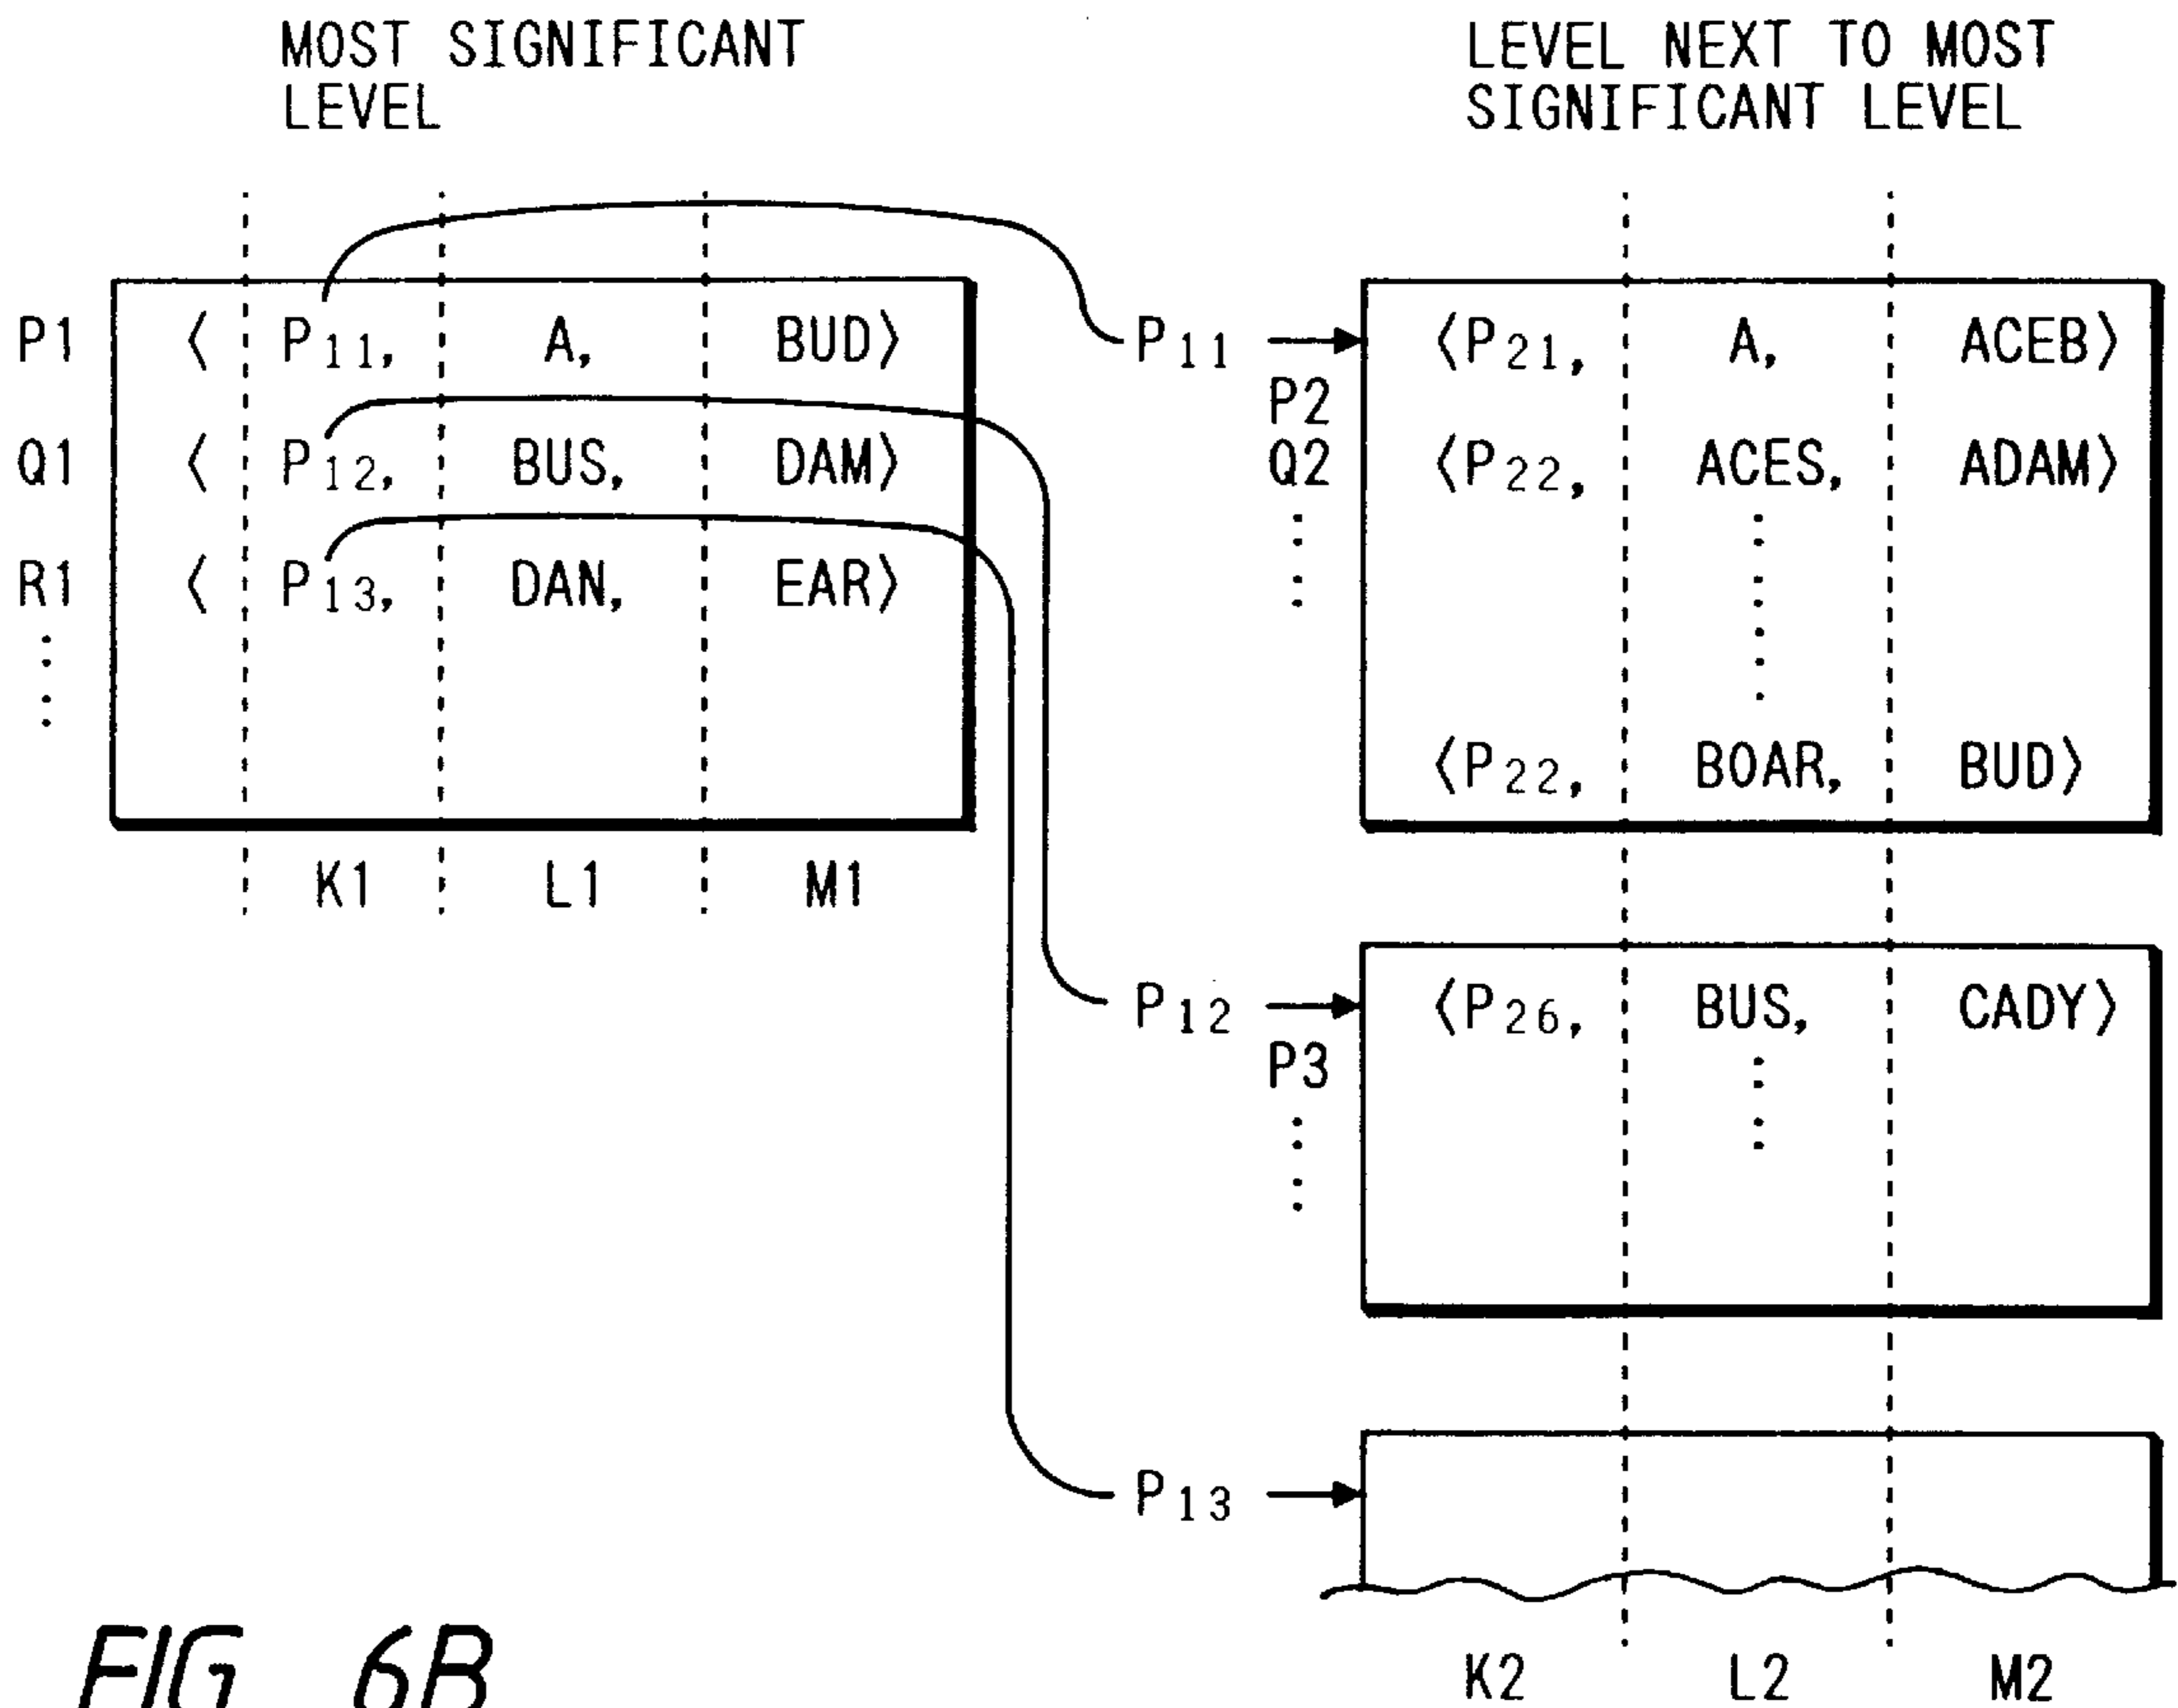 MOST SIGNIFICANT
LEVEL
LEVEL NEXT TO MOST
SIGNIFICANT LEVEL
P1 〈 P11, A, BUD〉
Q1 〈 P12, BUS, DAM〉
R1 〈 P13, DAN, EAR〉
K1 L1 M1
P11
P2
Q2
〈P21, A, ACEB〉
〈P22, ACES, ADAM〉
〈P22, BOAR, BUD〉
P12
P3
〈P26, BUS, CADY〉
P13
K2 L2 M2
FIG 6B